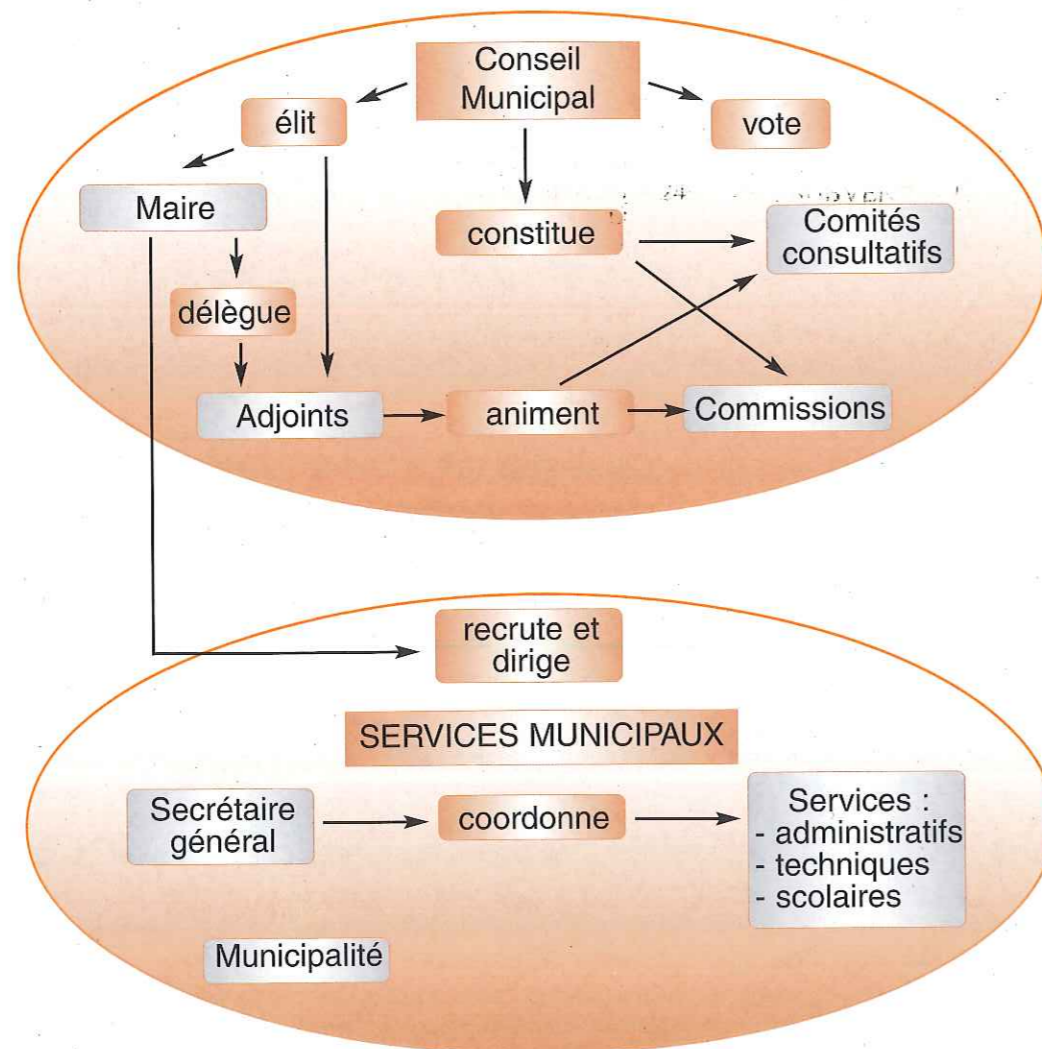 Conseil
Municipal
élit
vote
Maire
constitue
Comités
consultatifs
délègue
Adjoints
animent
Commissions
recrute et
dirige
SERVICES MUNICIPAUX
Secrétaire
général
coordonne
Services :
- administratifs
- techniques
- scolaires
Municipalité